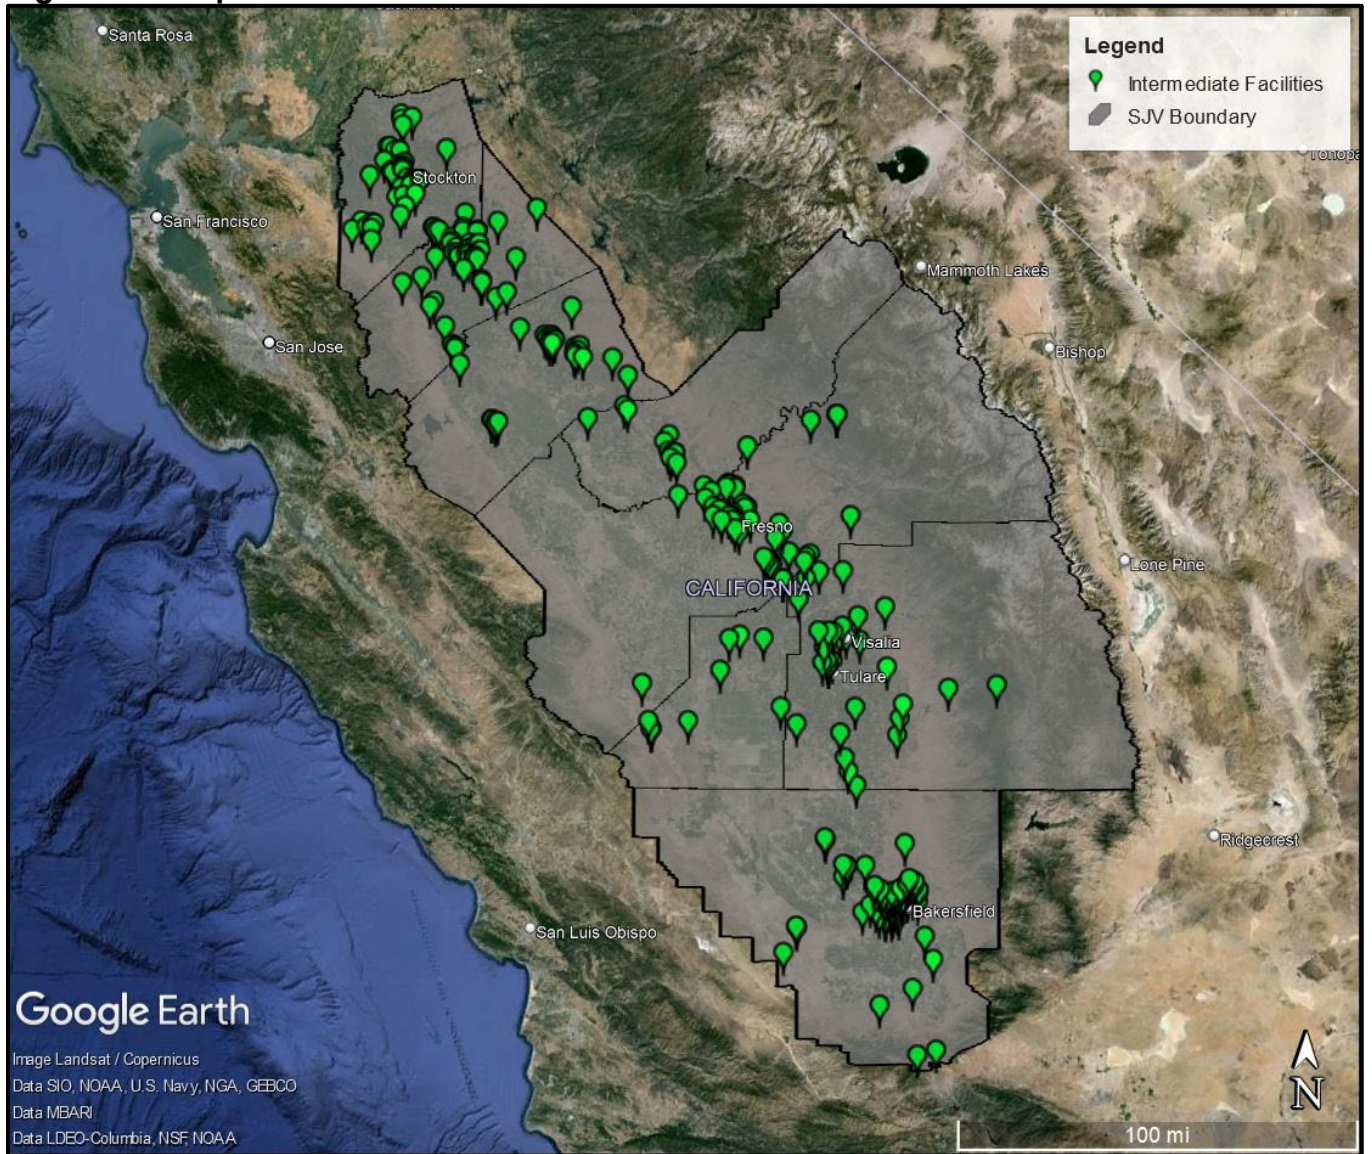 Santa Rosa
Legend
Intermediate Facilities
SJV Boundary
Stockton
San Francisco
Mammoth Lakes
San Jose
Bishop
Fresno
Lone Pine
CALIFORNIA
Visalia
Tulare
Ridgecrest
Bakersfield
San Luis Obispo
Google Earth
Image Landsat / Copernicus
Data SIO, NOAA, U.S. Navy, NGA, GEBCO
Data MBARI
Data LDEO-Columbia, NSF, NOAA
N
100 mi